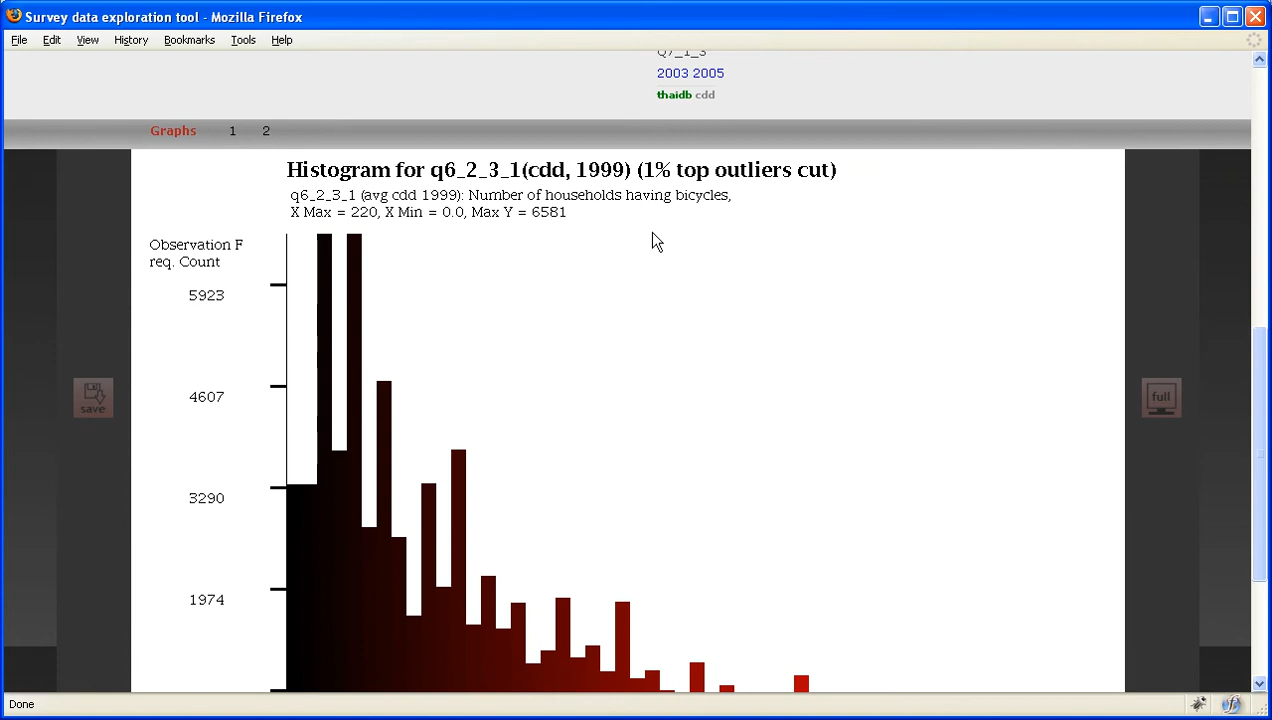 Survey data exploration tool - Mozilla Firefox
File Edit View History Bookmarks Tools Help
Q7_1_3
2003 2005
thaidb cdd
Graphs 1 2
Histogram for q6_2_3_1(cdd, 1999) (1% top outliers cut)
q6_2_3_1 (avg cdd 1999): Number of households having bicycles,
X Max = 220, X Min = 0.0, Max Y = 6581
Observation F
req. Count
5923
4607
save
full
3290
1974
Done